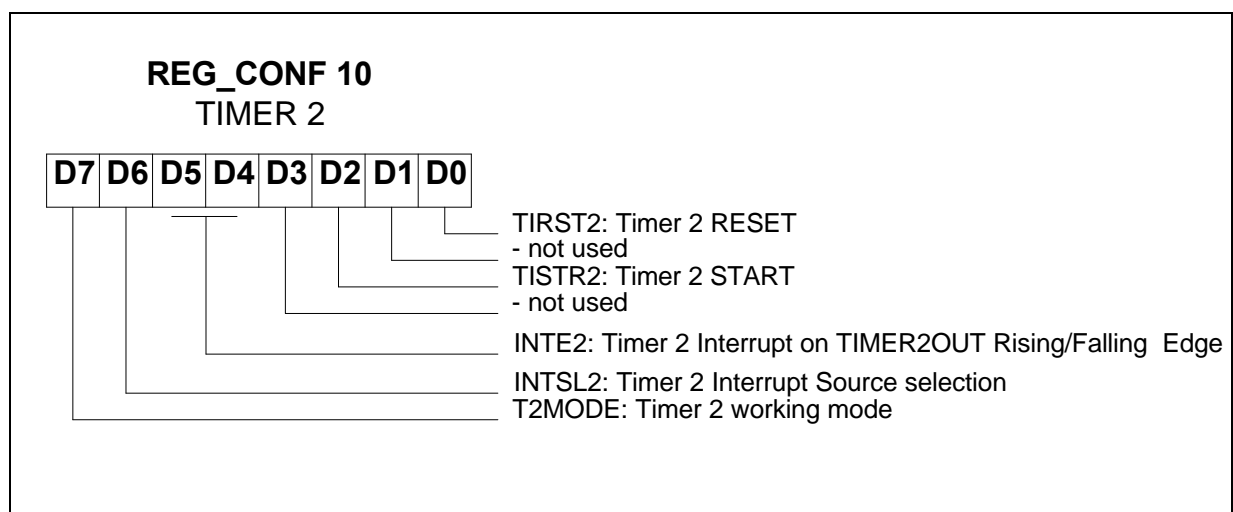 REG_CONF 10
TIMER 2
D7 D6 D5 D4 D3 D2 D1 D0
TIRST2: Timer 2 RESET
- not used
TISTR2: Timer 2 START
- not used
INTE2: Timer 2 Interrupt on TIMER2OUT Rising/Falling Edge
INTSL2: Timer 2 Interrupt Source selection
T2MODE: Timer 2 working mode